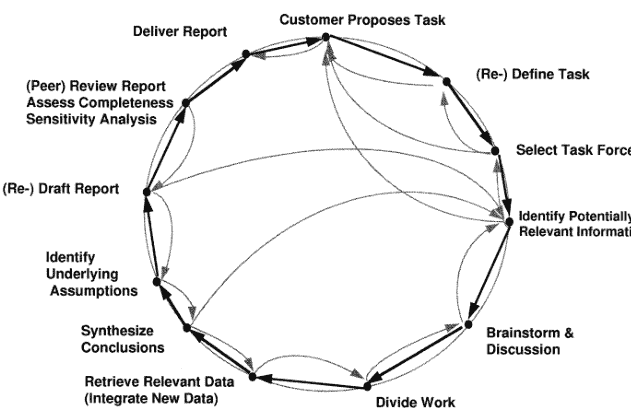 Customer Proposes Task
(Re-) Define Task
Select Task Force
Identify Potentially
Relevant
Brainstorm &
Discussion
Divide Work
Retrieve Relevant Data
(Integrate New Data)
Synthesize
Conclusions
Identify
Underlying
Assumptions
(Re-) Draft Report
(Peer) Review Report
Assess Completeness
Sensitivity Analysis
Deliver Report